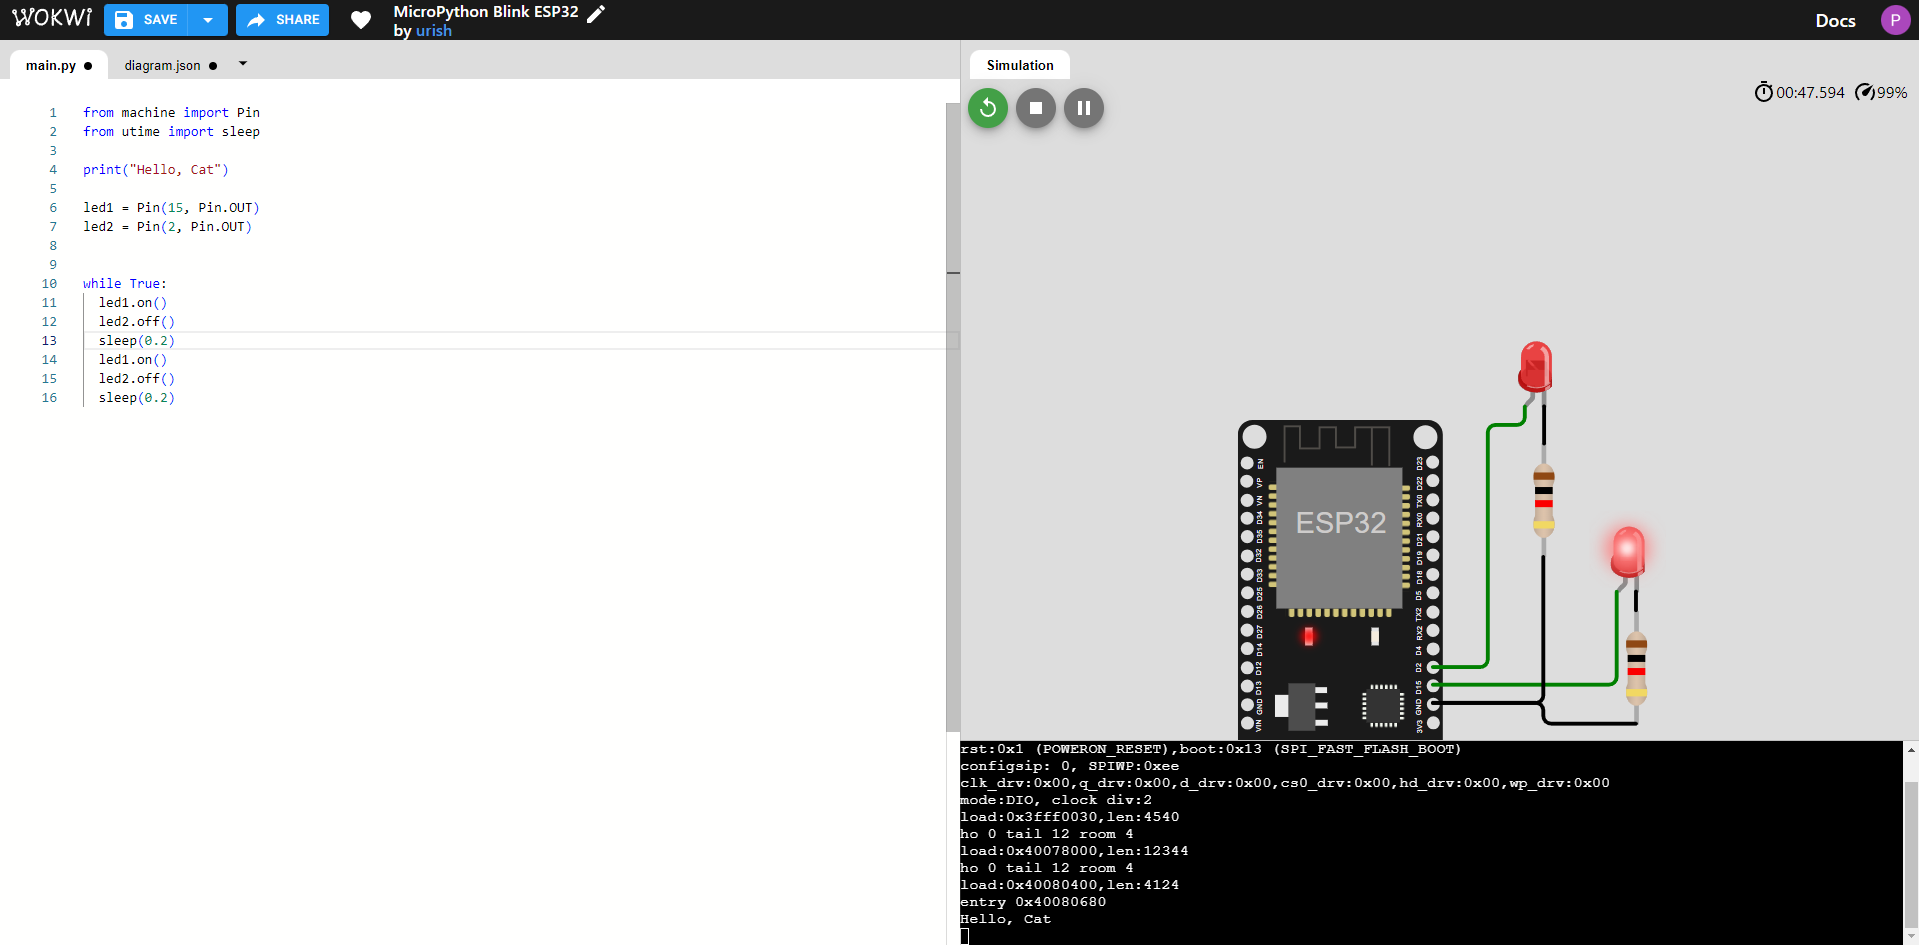 WOKWi
SAVE
SHARE
MicroPython Blink ESP32
by urish
Docs
P
main.py
diagram.json
1 from machine import Pin
2 from utime import sleep
3
4 print("Hello, Cat")
5
6 led1 = Pin(15, Pin.OUT)
7 led2 = Pin(2, Pin.OUT)
8
9
10 while True:
11 led1.on()
12 led2.off()
13 sleep(0.2)
14 led1.on()
15 led2.off()
16 sleep(0.2)
Simulation
00:47.594
99%
ESP32
EN
VP
VN
D34
D35
D32
D33
D25
D26
D27
D14
D12
D13
GND
VIN
D23
D22
TX0
RX0
D21
D19
D18
D5
TX2
RX2
D4
D2
D15
GND
3V3
rst:0x1 (POWERON_RESET),boot:0x13 (SPI_FAST_FLASH_BOOT)
configsip: 0, SPIWP:0xee
clk_drv:0x00,q_drv:0x00,d_drv:0x00,cs0_drv:0x00,hd_drv:0x00,wp_drv:0x00
mode:DIO, clock div:2
load:0x3fff0030,len:4540
ho 0 tail 12 room 4
load:0x40078000,len:12344
ho 0 tail 12 room 4
load:0x40080400,len:4124
entry 0x40080680
Hello, Cat